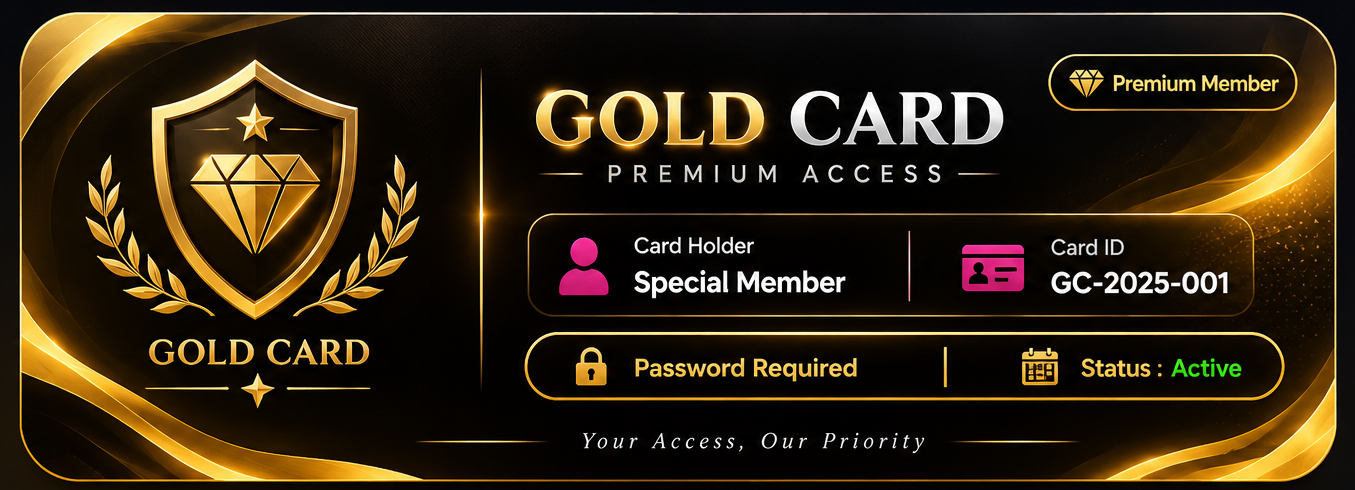 GOLD CARD
Premium Member
GOLD CARD
PREMIUM ACCESS
Card Holder
Special Member
Card ID
GC-2025-001
Password Required
Status : Active
Your Access, Our Priority